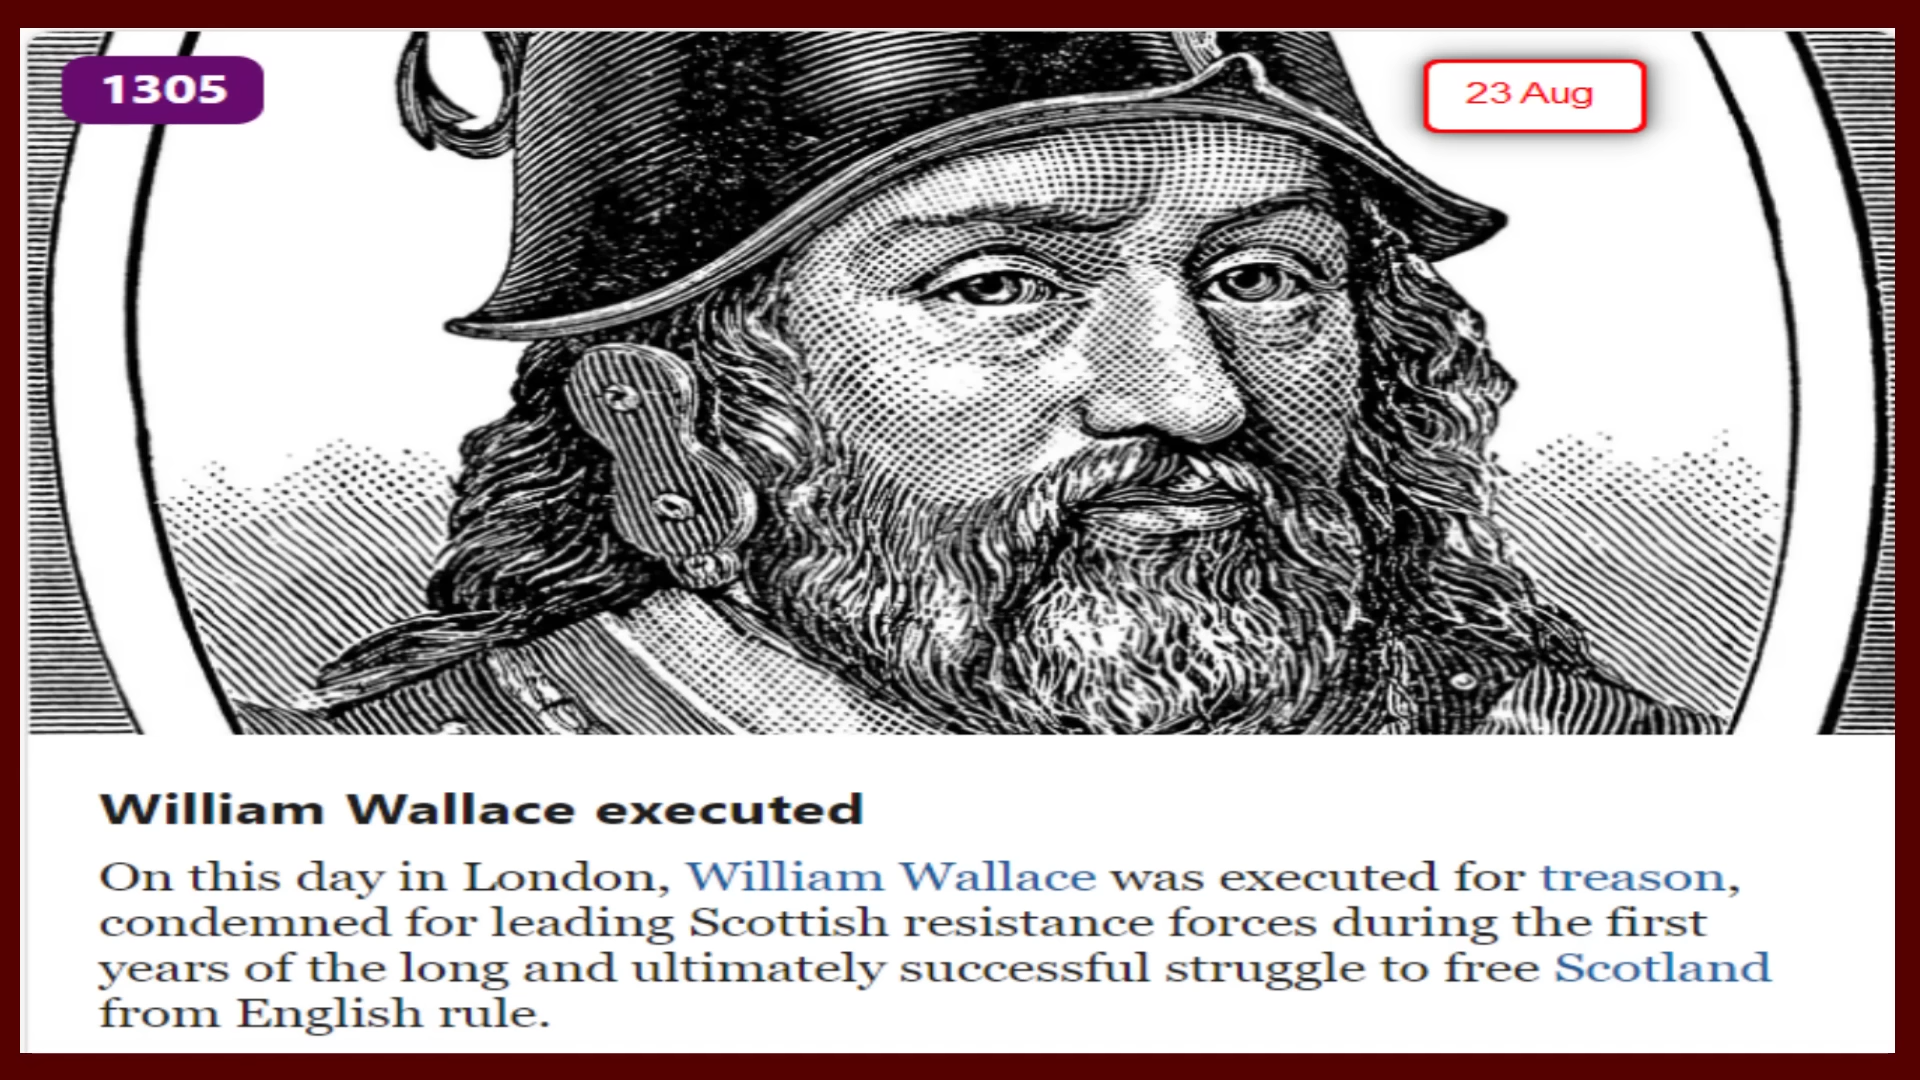 1305
23 Aug
William Wallace executed
On this day in London, William Wallace was executed for treason,
condemned for leading Scottish resistance forces during the first
years of the long and ultimately successful struggle to free Scotland
from English rule.